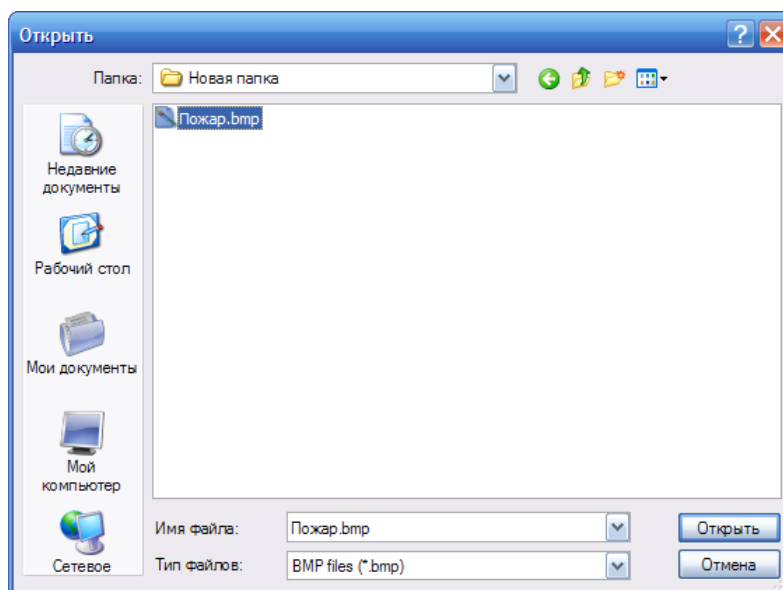 Открыть
Папка:
Новая папка
Пожар.bmp
Недавние
документы
Рабочий стол
Мои документы
Мой
компьютер
Сетевое
Имя файла:
Пожар.bmp
Открыть
Тип файлов:
BMP files (*.bmp)
Отмена